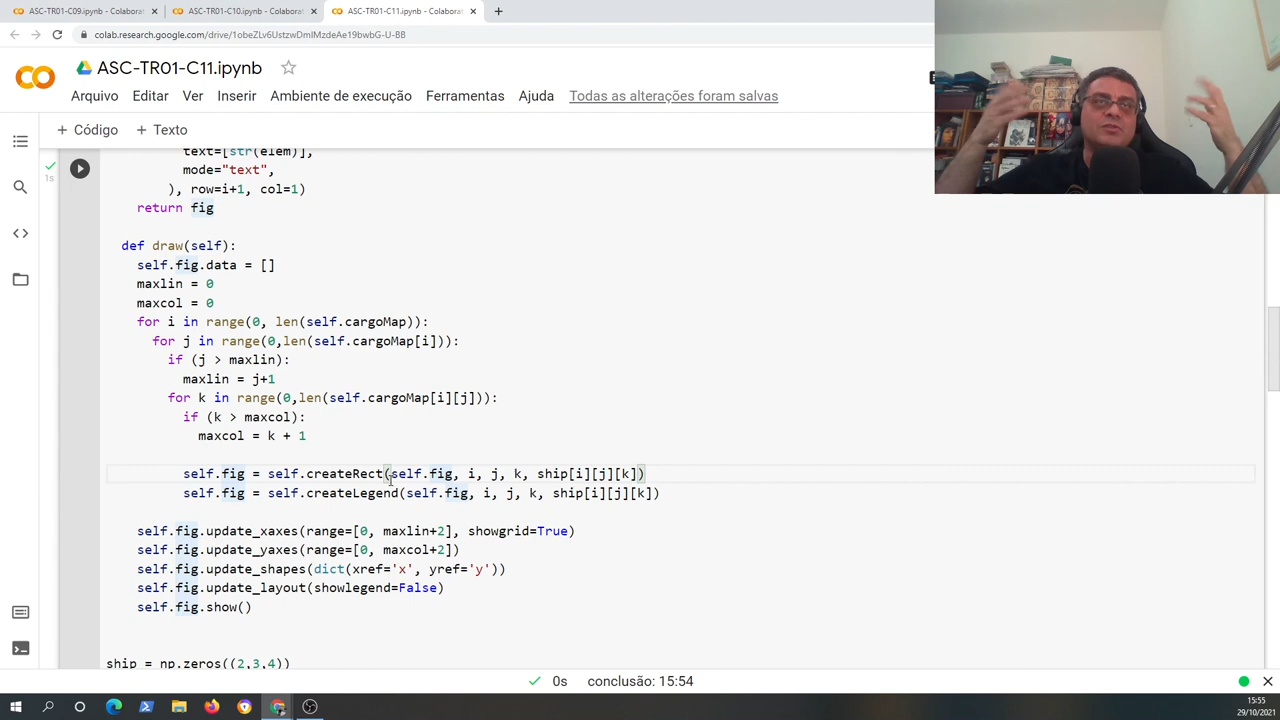 ASC-TR01-C09.ipynb - Colaborat
ASC-TR01-C10.ipynb - Colaborat
ASC-TR01-C11.ipynb - Colaborat
colab.research.google.com/drive/1obeZLv6UstzwDmlMzdeAe19bwbG-U-BB
CO ASC-TR01-C11.ipynb
Arquivo Editar Ver Inserir Ambiente de execução Ferramentas Ajuda Todas as alterações foram salvas
+ Código + Texto
text=[str(elem)],
1s mode="text",
), row=i+1, col=1)
return fig
def draw(self):
self.fig.data = []
maxlin = 0
maxcol = 0
for i in range(0, len(self.cargoMap)):
for j in range(0,len(self.cargoMap[i])):
if (j > maxlin):
maxlin = j+1
for k in range(0,len(self.cargoMap[i][j])):
if (k > maxcol):
maxcol = k + 1
self.fig = self.createRect(self.fig, i, j, k, ship[i][j][k])
self.fig = self.createLegend(self.fig, i, j, k, ship[i][j][k])
self.fig.update_xaxes(range=[0, maxlin+2], showgrid=True)
self.fig.update_yaxes(range=[0, maxcol+2])
self.fig.update_shapes(dict(xref='x', yref='y'))
self.fig.update_layout(showlegend=False)
self.fig.show()
ship = np.zeros((2,3,4))
0s conclusão: 15:54
15:55
29/10/2021